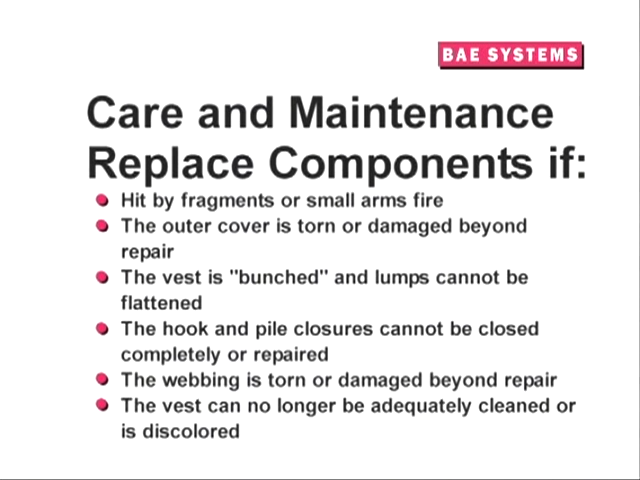 BAE SYSTEMS
Care and Maintenance
Replace Components if:
Hit by fragments or small arms fire
The outer cover is torn or damaged beyond
repair
The vest is "bunched" and lumps cannot be
flattened
The hook and pile closures cannot be closed
completely or repaired
The webbing is torn or damaged beyond repair
The vest can no longer be adequately cleaned or
is discolored